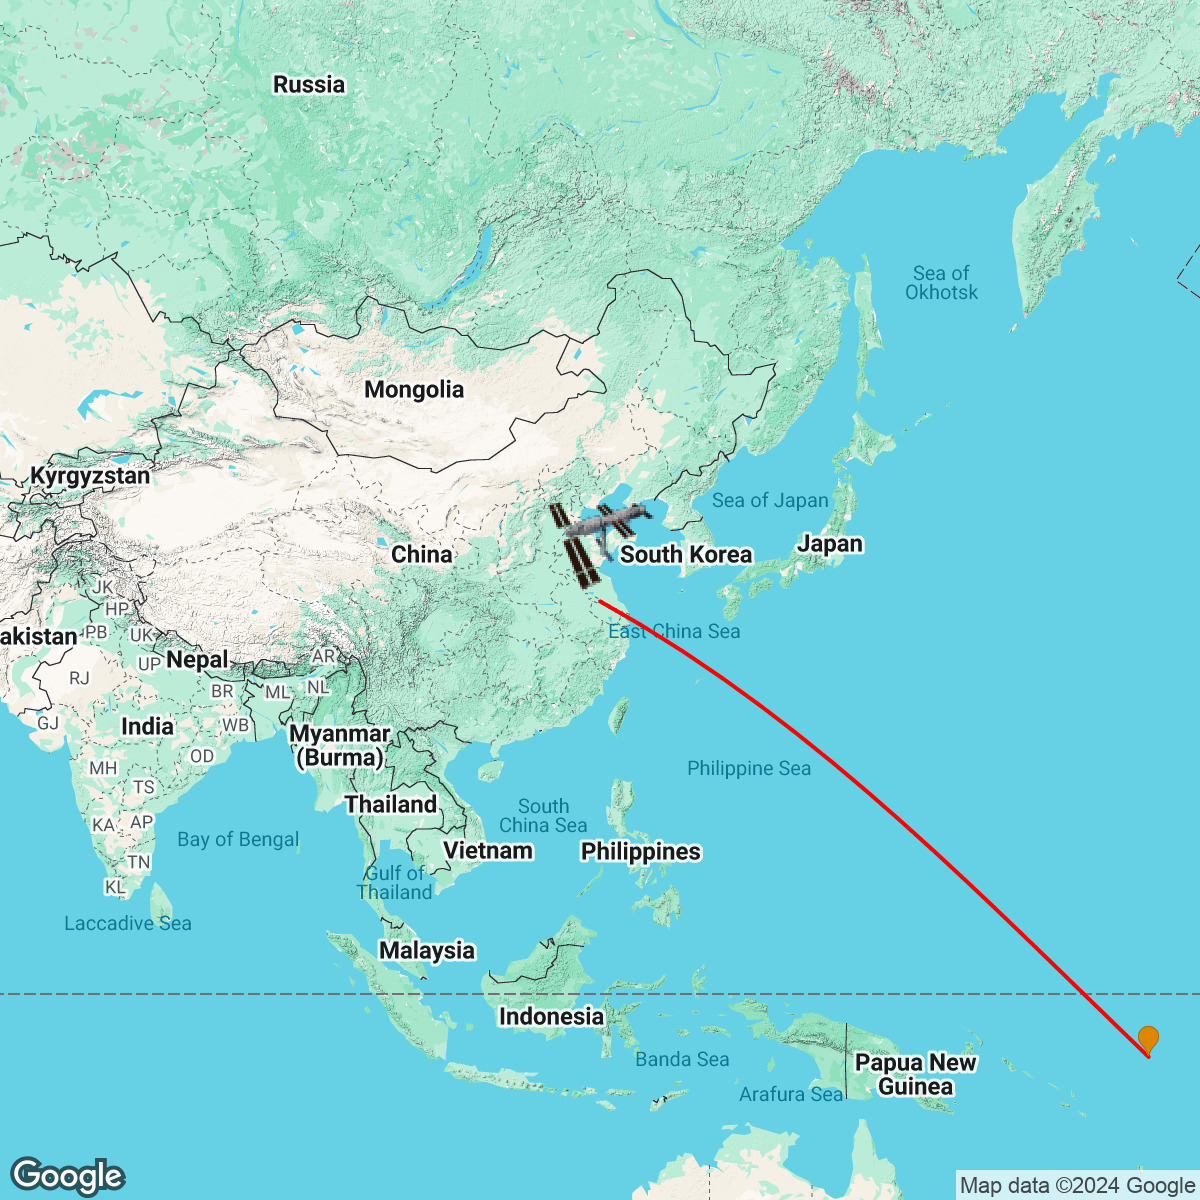 Russia
Sea of
Okhotsk
Mongolia
Kyrgyzstan
Sea of Japan
China
South Korea
Japan
JK
HP
akistan
PB
UK
East China Sea
UP
Nepal
AR
RJ
BR
ML
NL
GJ
India
WB
Myanmar
(Burma)
OD
MH
Philippine Sea
TS
Thailand
South
China Sea
KA
AP
Bay of Bengal
Vietnam
Philippines
TN
Gulf of
Thailand
KL
Laccadive Sea
Malaysia
Indonesia
Banda Sea
Papua New
Guinea
Arafura Sea
Google
Map data ©2024 Google